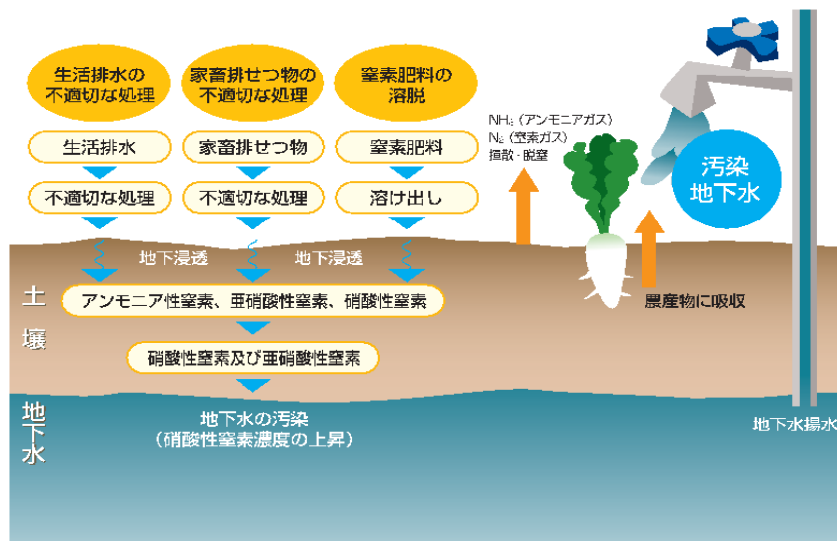 生活排水の
不適切な処理
家畜排せつ物の
不適切な処理
窒素肥料の
溶脱
生活排水
家畜排せつ物
窒素肥料
不適切な処理
不適切な処理
溶け出し
NH₃（アンモニアガス）
N₂（窒素ガス）
揮散・脱窒
汚染
地下水
地下浸透
地下浸透
土壌
アンモニア性窒素、亜硝酸性窒素、硝酸性窒素
農産物に吸収
硝酸性窒素及び亜硝酸性窒素
地下水
地下水の汚染
（硝酸性窒素濃度の上昇）
地下水揚水